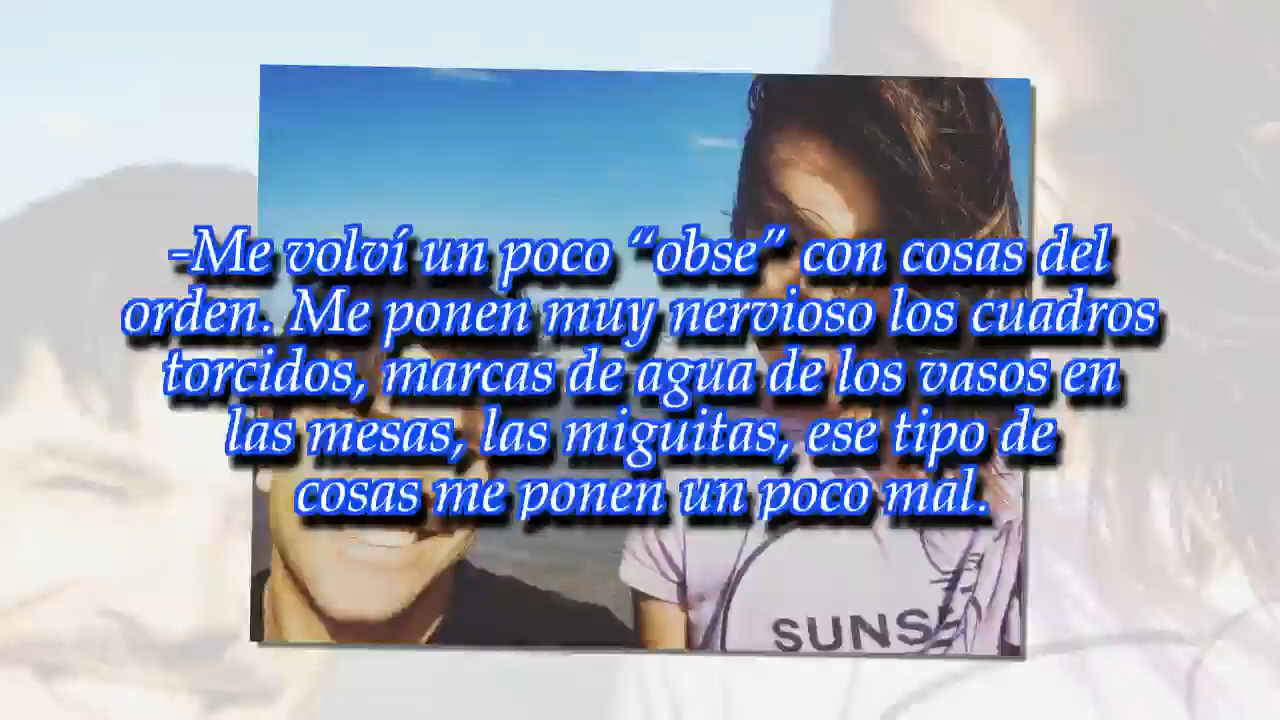 -Me volví un poco “obse” con cosas del
orden. Me ponen muy nervioso los cuadros
torcidos, marcas de agua de los vasos en
las mesas, las miguitas, ese tipo de
cosas me ponen un poco mal.